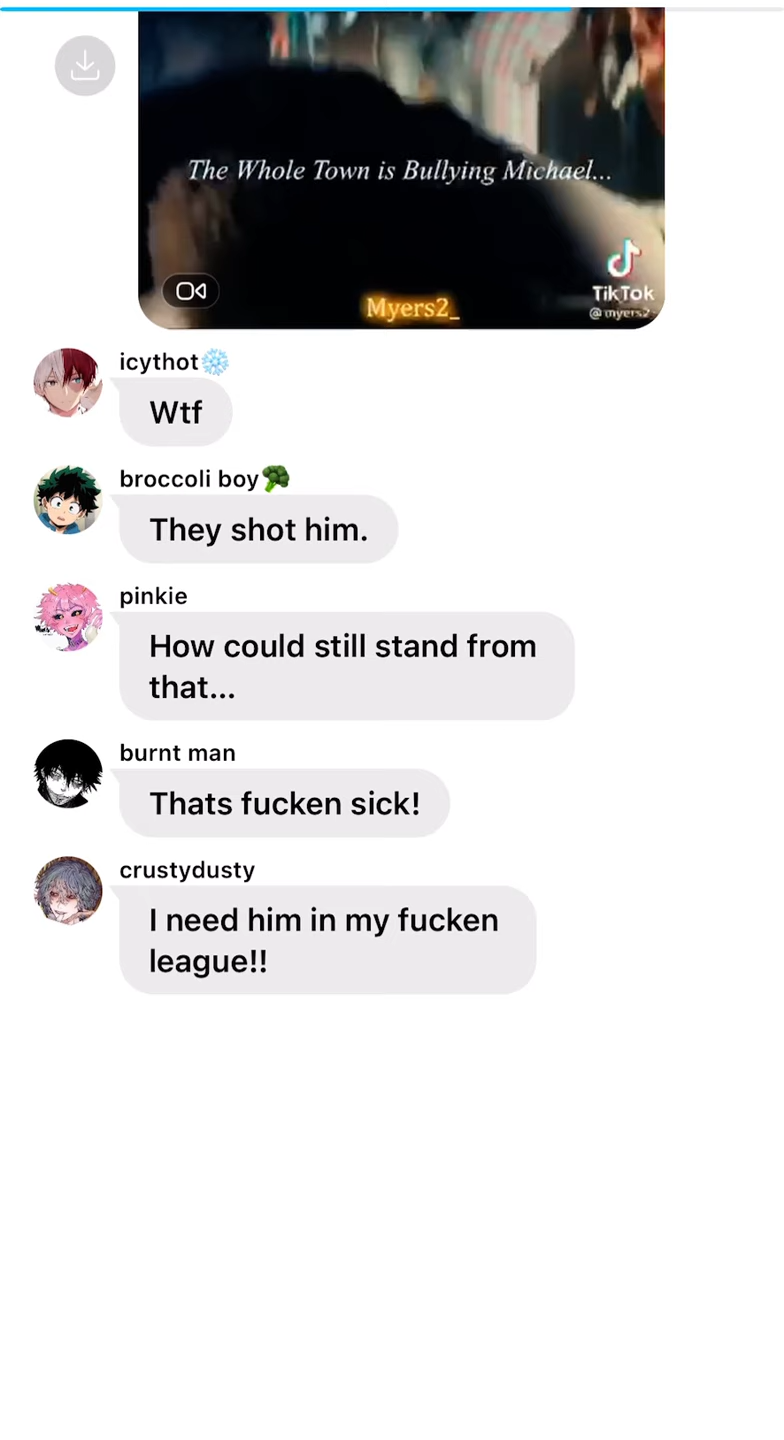 The Whole Town is Bullying Michael...
Myers2_
TikTok
@myers2_
icythot❄️
Wtf
broccoli boy🥦
They shot him.
pinkie
How could still stand from
that...
burnt man
Thats fucken sick!
crustydusty
I need him in my fucken
league!!